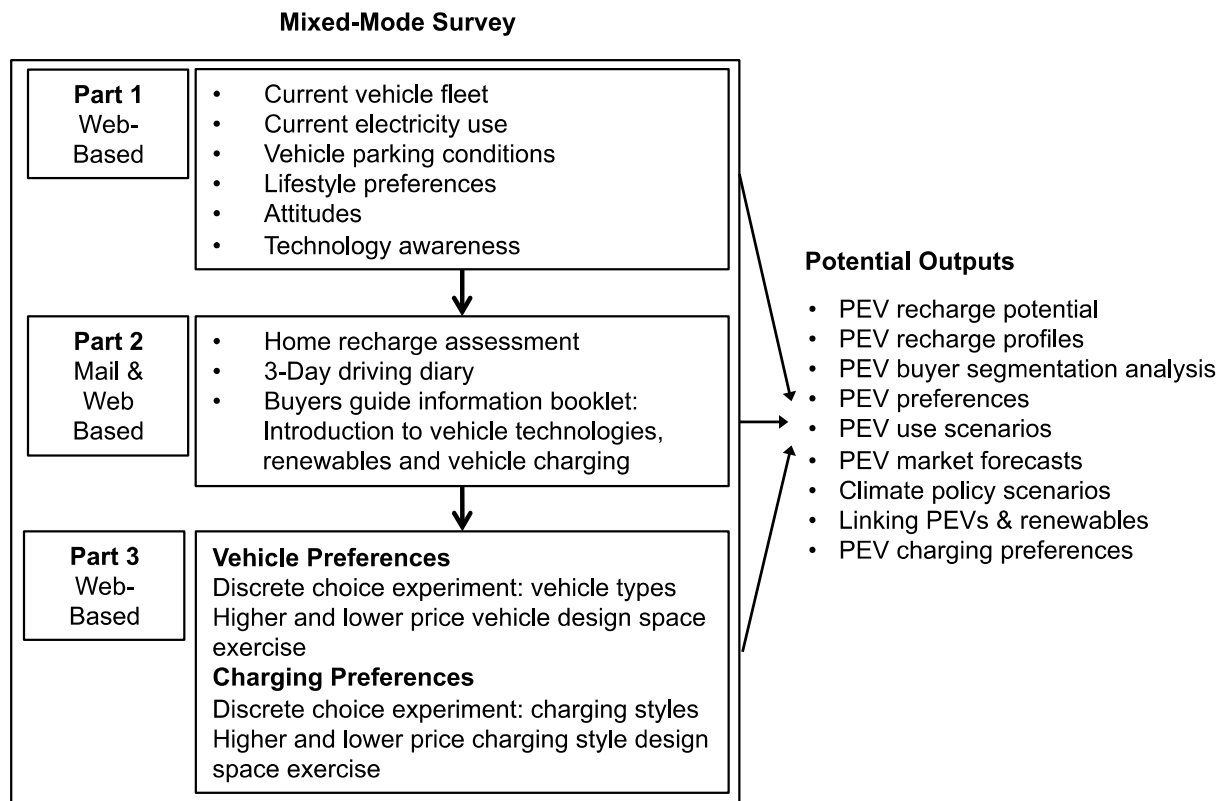 Mixed-Mode Survey
Part 1
Web-
Based
• Current vehicle fleet
• Current electricity use
• Vehicle parking conditions
• Lifestyle preferences
• Attitudes
• Technology awareness
Part 2
Mail &
Web
Based
• Home recharge assessment
• 3-Day driving diary
• Buyers guide information booklet:
Introduction to vehicle technologies,
renewables and vehicle charging
Part 3
Web-
Based
Vehicle Preferences
Discrete choice experiment: vehicle types
Higher and lower price vehicle design space
exercise
Charging Preferences
Discrete choice experiment: charging styles
Higher and lower price charging style design
space exercise
Potential Outputs
• PEV recharge potential
• PEV recharge profiles
• PEV buyer segmentation analysis
• PEV preferences
• PEV use scenarios
• PEV market forecasts
• Climate policy scenarios
• Linking PEVs & renewables
• PEV charging preferences